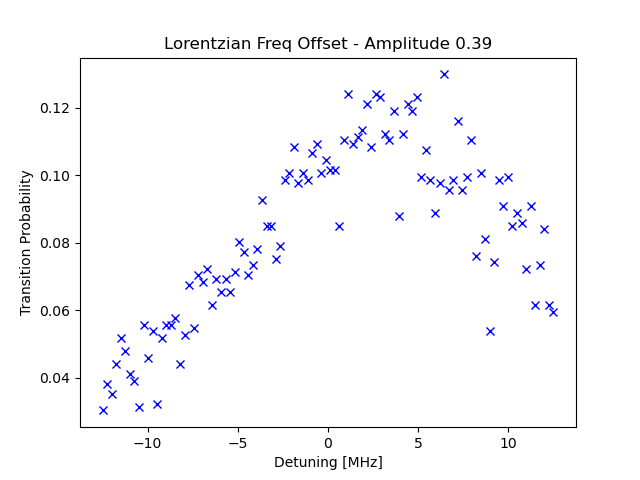 Lorentzian Freq Offset - Amplitude 0.39
Transition Probability
0.12
0.10
0.08
0.06
0.04
−10 −5 0 5 10
Detuning [MHz]